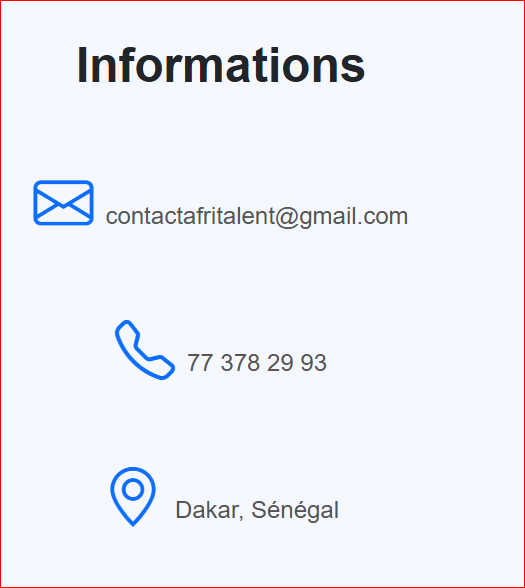 Informations
contactafritalent@gmail.com
77 378 29 93
Dakar, Sénégal